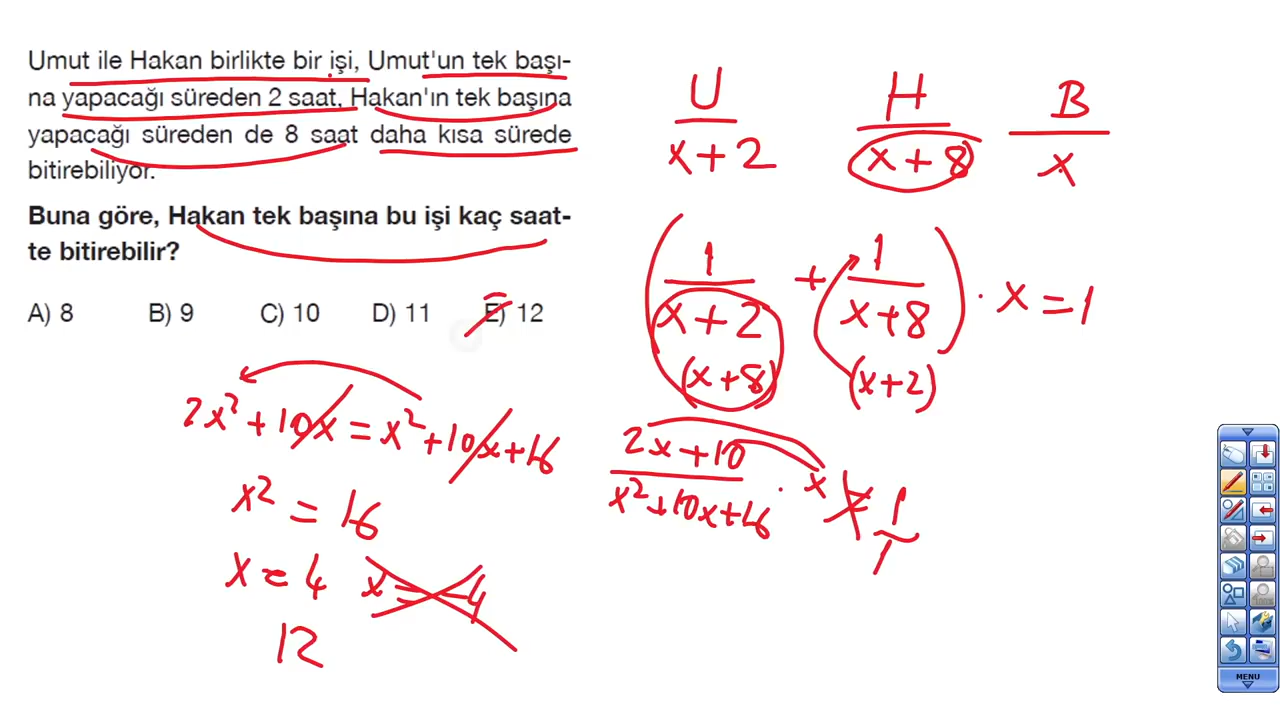 Umut ile Hakan birlikte bir işi, Umut'un tek başı-
na yapacağı süreden 2 saat, Hakan'ın tek başına
yapacağı süreden de 8 saat daha kısa sürede
bitirebiliyor.
Buna göre, Hakan tek başına bu işi kaç saat-
te bitirebilir?
A) 8 B) 9 C) 10 D) 11 E) 12
U H B
x + 2 x + 8 x
1 1
( x + 2 + x + 8 ) · x = 1
(x + 8) (x + 2)
2x + 10
x² + 10x + 16 · x = 1
1
2x² + 10x = x² + 10x + 16
x² = 16
x = 4 x = -4
12
MENU